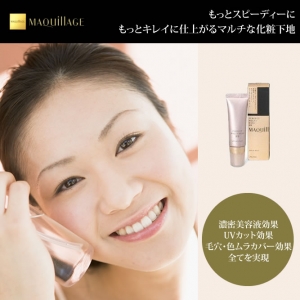 MAQuillAGE
もっとスピーディーに
もっとキレイに仕上がるマルチな化粧下地
MAQuillAGE
濃密美容液効果
UVカット効果
毛穴・色ムラカバー効果
全てを実現